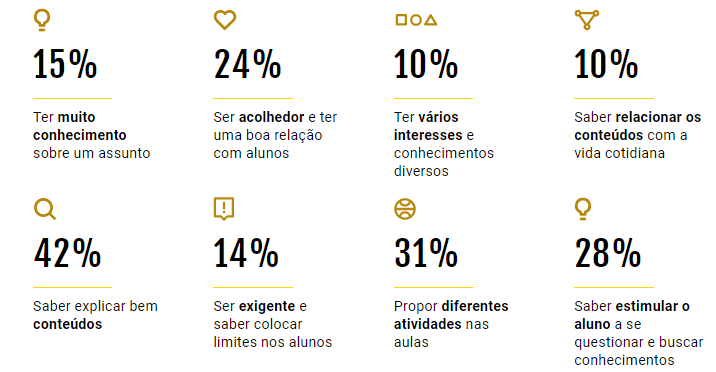 15%
Ter muito
conhecimento
sobre um assunto
24%
Ser acolhedor e ter
uma boa relação
com alunos
10%
Ter vários
interesses e
conhecimentos
diversos
10%
Saber relacionar os
conteúdos com a
vida cotidiana
42%
Saber explicar bem
conteúdos
14%
Ser exigente e
saber colocar
limites nos alunos
31%
Propor diferentes
atividades nas
aulas
28%
Saber estimular o
aluno a se
questionar e buscar
conhecimentos